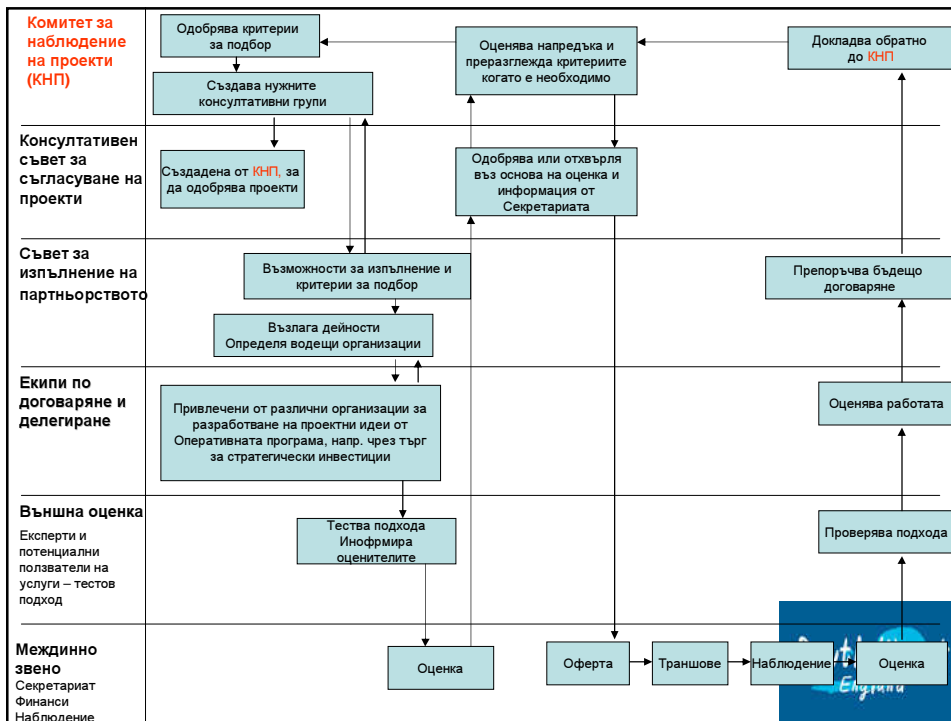 Комитет за
наблюдение
на проекти
(КНП)
Одобрява критерии
за подбор
Оценява напредъка и
преразглежда критериите
когато е необходимо
Докладва обратно
до КНП
Създава нужните
консултативни групи
Консултативен
съвет за
съгласуване на
проекти
Създадена от КНП, за
да одобрява проекти
Одобрява или отхвърля
въз основа на оценка и
информация от
Секретариата
Съвет за
изпълнение на
партньорството
Възможности за изпълнение и
критерии за подбор
Препоръчва бъдещо
договаряне
Възлага дейности
Определя водещи организации
Екипи по
договаряне и
делегиране
Привлечени от различни организации за
разработване на проектни идеи от
Оперативната програма, напр. чрез търг
за стратегически инвестиции
Оценява работата
Външна оценка
Експерти и
потенциални
ползватели на
услуги – тестов
подход
Тества подхода
Инофрмира
оценителите
Проверява подхода
Междинно
звено
Секретариат
Финанси
Наблюдение
Оценка
Оферта
Траншове
Наблюдение
Оценка
England